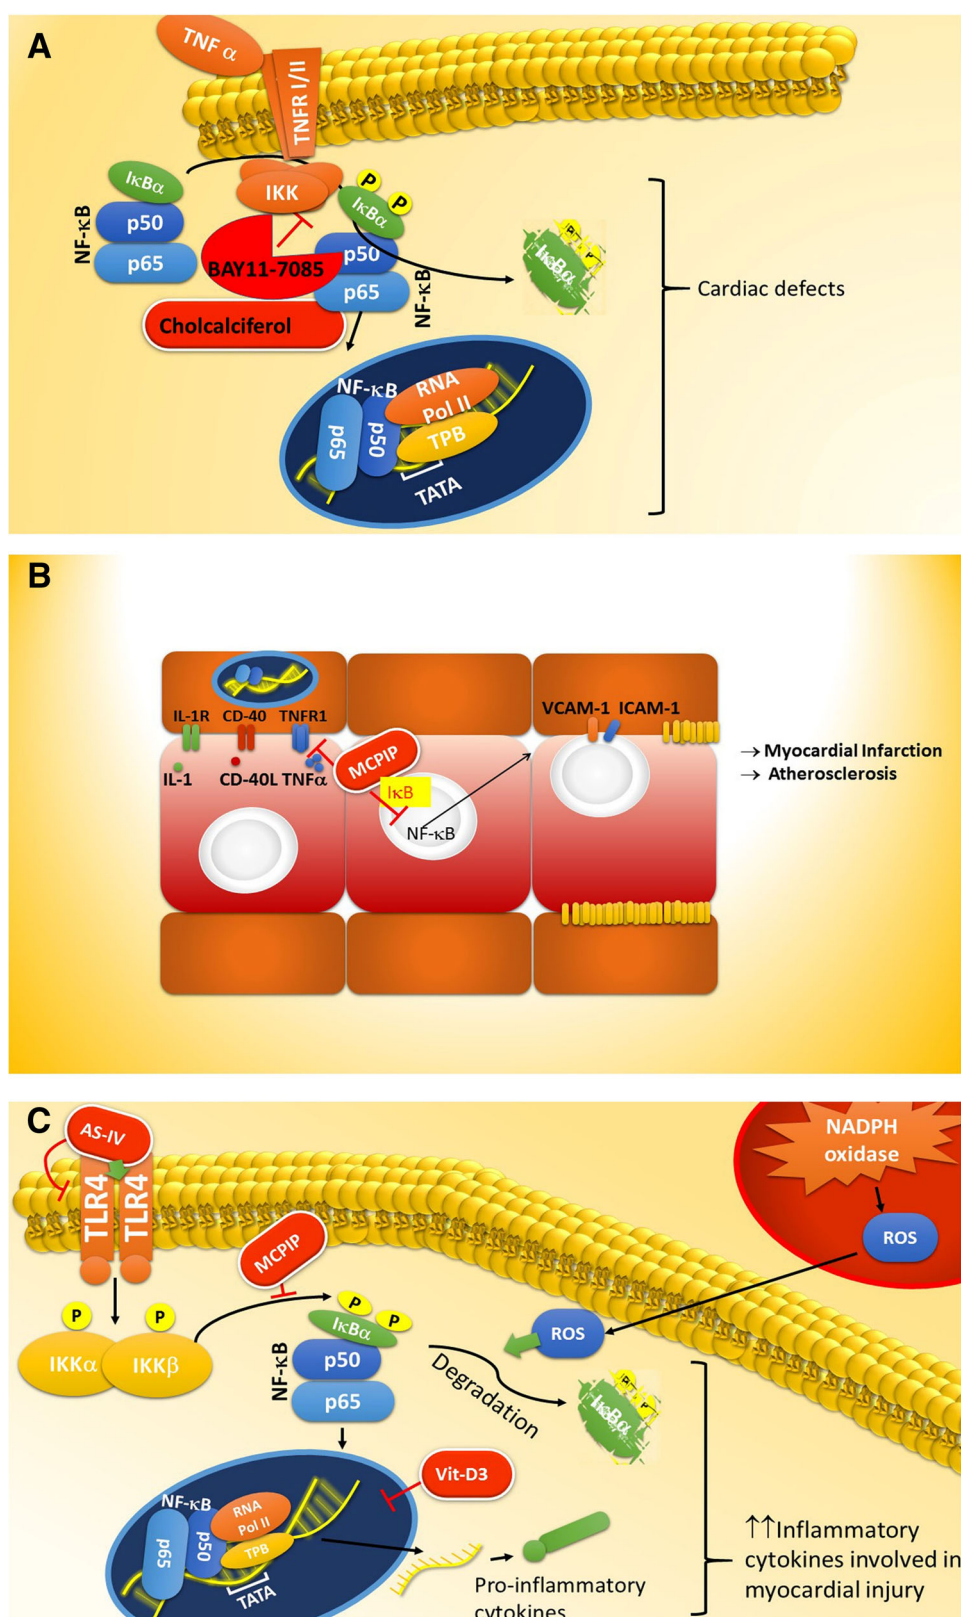 A
TNF α
TNFR I/II
IκBα
p50
p65
NF-κB
IKK
P
P
IκBα
p50
p65
NF-κB
BAY11-7085
Cholcalciferol
P
P
IκBα
Cardiac defects
NF-κB
p65
p50
RNA
Pol II
TPB
TATA
B
IL-1R
CD-40
TNFR1
VCAM-1
ICAM-1
IL-1
CD-40L
TNFα
MCPIP
IκB
NF-κB
→ Myocardial Infarction
→ Atherosclerosis
C
AS-IV
TLR4
TLR4
NADPH
oxidase
ROS
ROS
MCPIP
P
P
IKKα
IKKβ
P
P
IκBα
p50
p65
NF-κB
Degradation
P
P
IκBα
Vit-D3
NF-κB
p65
p50
RNA
Pol II
TPB
TATA
Pro-inflammatory
cytokines
↑↑Inflammatory
cytokines involved in
myocardial injury